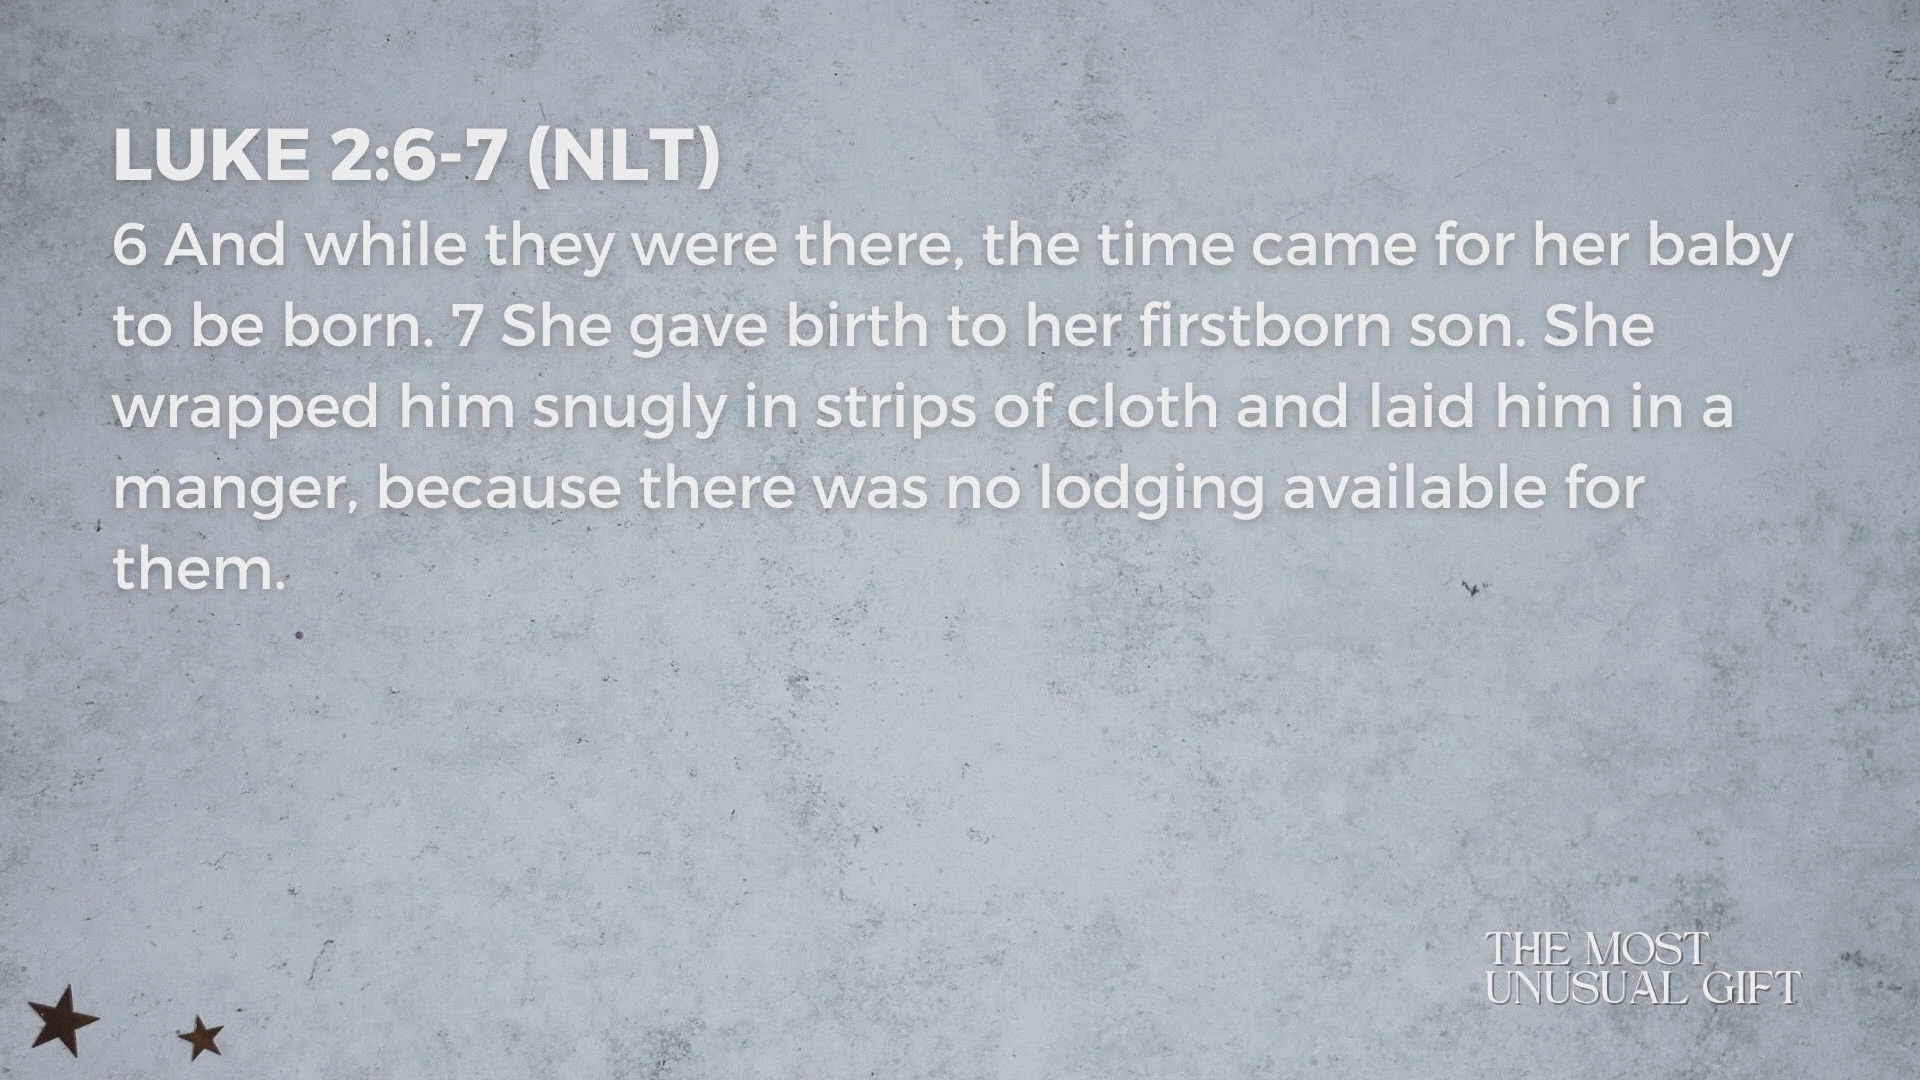 LUKE 2:6-7 (NLT)
6 And while they were there, the time came for her baby
to be born. 7 She gave birth to her firstborn son. She
wrapped him snugly in strips of cloth and laid him in a
manger, because there was no lodging available for
them.
THE MOST
UNUSUAL GIFT